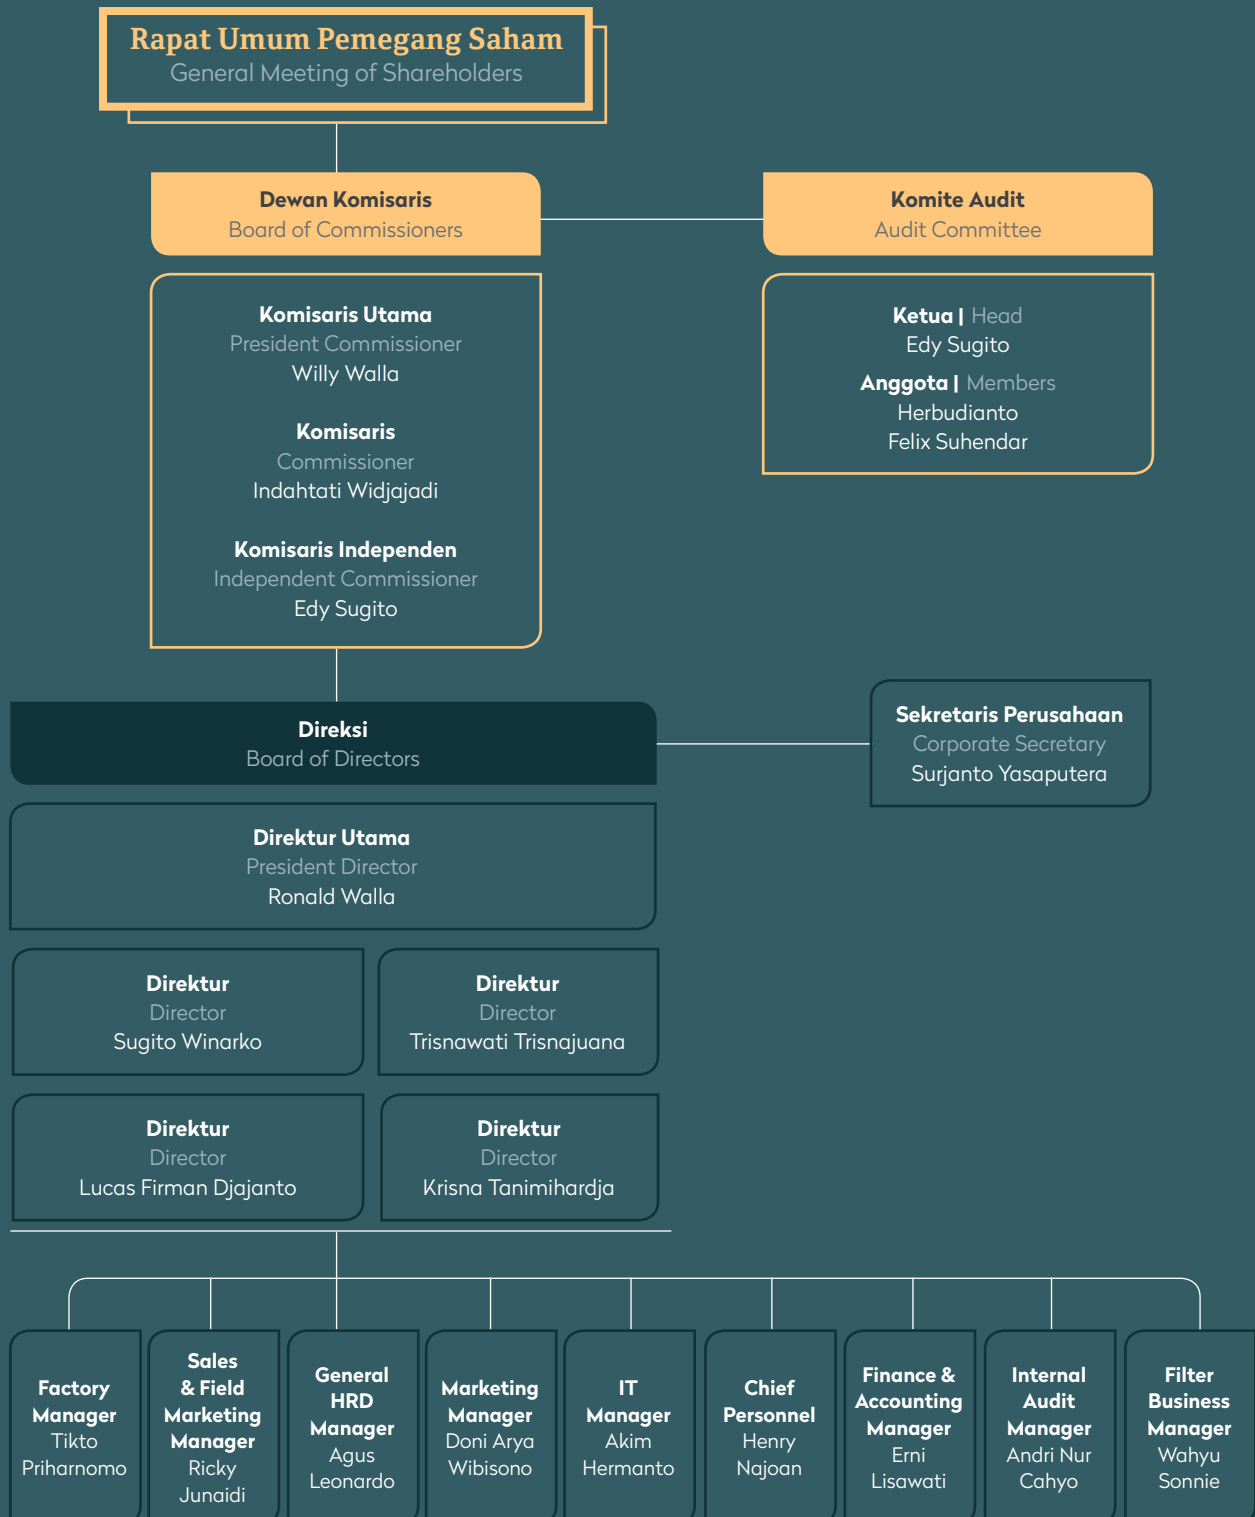 Rapat Umum Pemegang Saham
General Meeting of Shareholders
Dewan Komisaris
Board of Commissioners
Komite Audit
Audit Committee
Komisaris Utama
President Commissioner
Willy Walla
Komisaris
Commissioner
Indahtati Widjajadi
Komisaris Independen
Independent Commissioner
Edy Sugito
Ketua | Head
Edy Sugito
Anggota | Members
Herbudianto
Felix Suhendar
Direksi
Board of Directors
Sekretaris Perusahaan
Corporate Secretary
Surjanto Yasaputera
Direktur Utama
President Director
Ronald Walla
Direktur
Director
Sugito Winarko
Direktur
Director
Trisnawati Trisnajuana
Direktur
Director
Lucas Firman Djajanto
Direktur
Director
Krisna Tanimihardja
Factory
Manager
Tikto
Priharnomo
Sales
& Field
Marketing
Manager
Ricky
Junaidi
General
HRD
Manager
Agus
Leonardo
Marketing
Manager
Doni Arya
Wibisono
IT
Manager
Akim
Hermanto
Chief
Personnel
Henry
Najoan
Finance &
Accounting
Manager
Erni
Lisawati
Internal
Audit
Manager
Andri Nur
Cahyo
Filter
Business
Manager
Wahyu
Sonnie